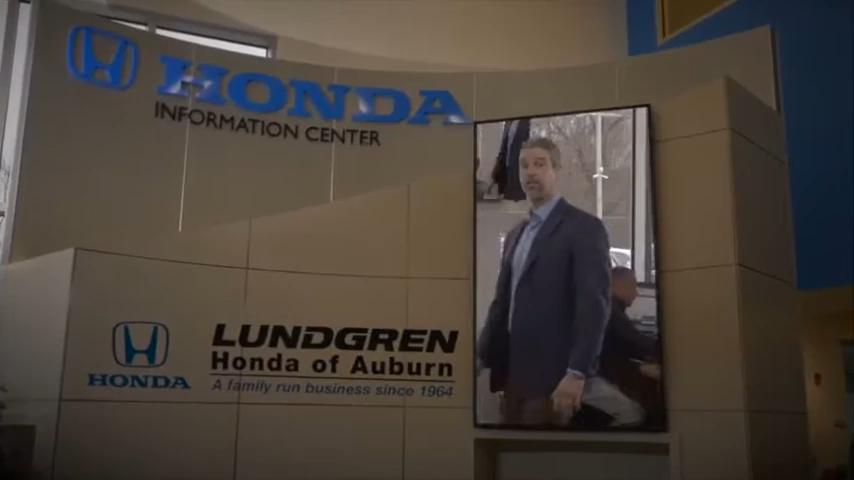 HONDA
INFORMATION CENTER
LUNDGREN
Honda of Auburn
HONDA
A family run business since 1964